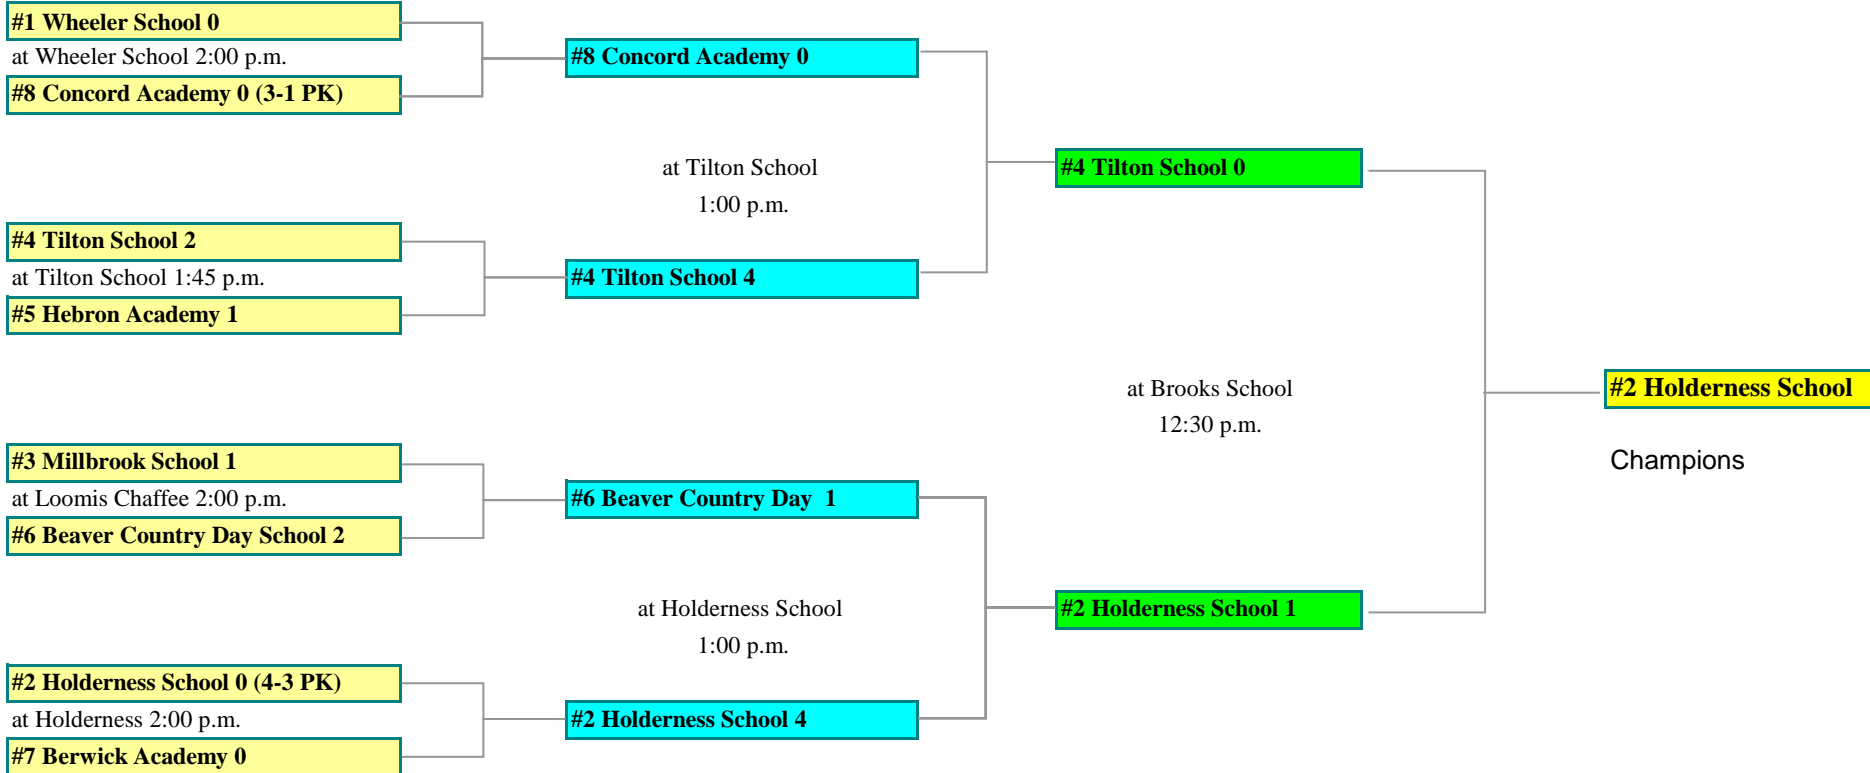 #1 Wheeler School 0
at Wheeler School 2:00 p.m.
#8 Concord Academy 0 (3-1 PK)
#4 Tilton School 2
at Tilton School 1:45 p.m.
#5 Hebron Academy 1
#3 Millbrook School 1
at Loomis Chaffee 2:00 p.m.
#6 Beaver Country Day School 2
#2 Holderness School 0 (4-3 PK)
at Holderness 2:00 p.m.
#7 Berwick Academy 0
#8 Concord Academy 0
at Tilton School
1:00 p.m.
#4 Tilton School 4
#6 Beaver Country Day  1
at Holderness School
1:00 p.m.
#2 Holderness School 4
#4 Tilton School 0
at Brooks School
12:30 p.m.
#2 Holderness School 1
#2 Holderness School
Champions